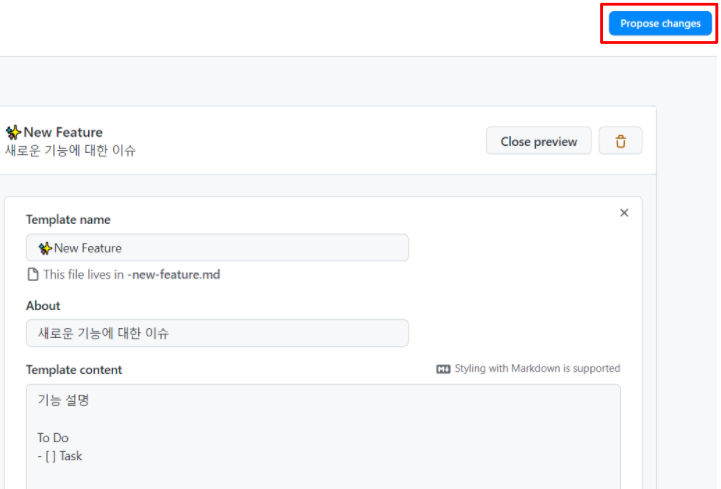 Propose changes
✨New Feature
새로운 기능에 대한 이슈
Close preview
Template name
✨New Feature
This file lives in -new-feature.md
About
새로운 기능에 대한 이슈
Template content
Styling with Markdown is supported
기능 설명
To Do
- [ ] Task